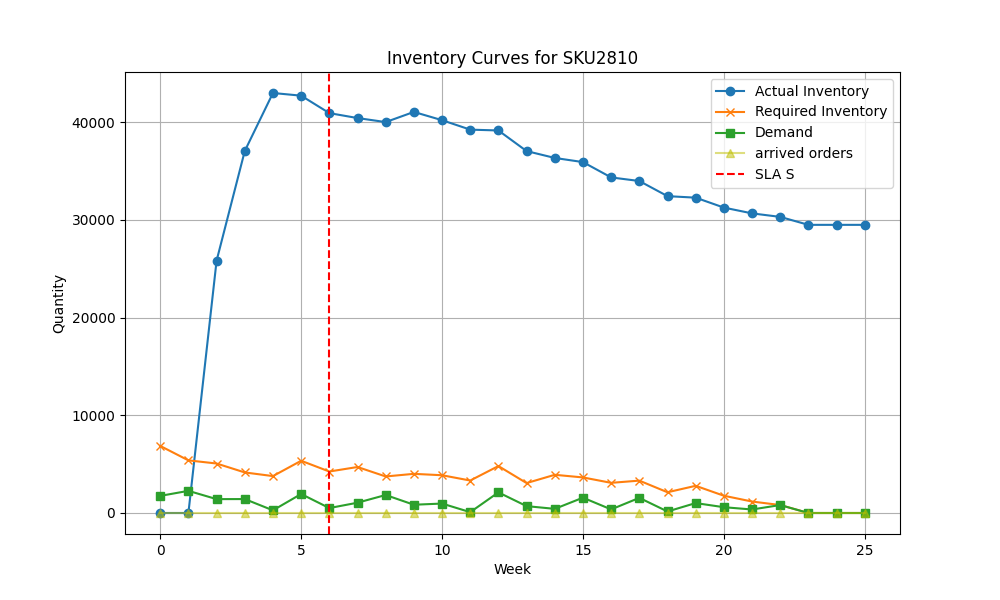 Inventory Curves for SKU2810
Actual Inventory
Required Inventory
Demand
arrived orders
SLA S
Quantity
40000
30000
20000
10000
0
0 5 10 15 20 25
Week